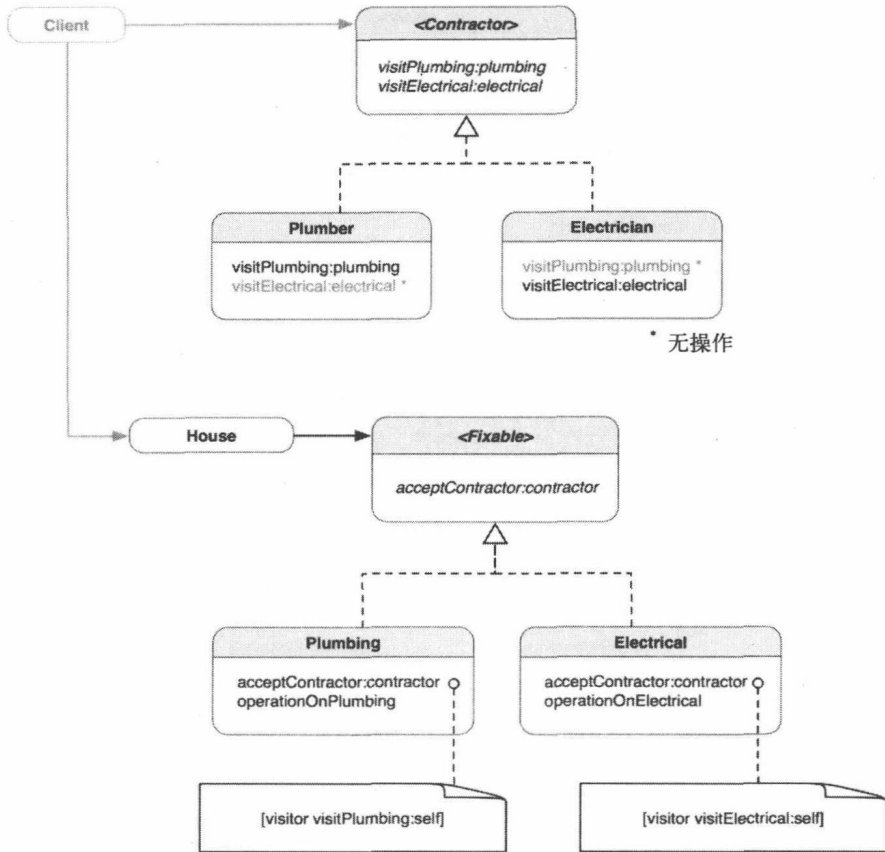 Client
<Contractor>
visitPlumbing:plumbing
visitElectrical:electrical
Plumber
visitPlumbing:plumbing
visitElectrical:electrical *
Electrician
visitPlumbing:plumbing *
visitElectrical:electrical
* 无操作
House
<Fixable>
acceptContractor:contractor
Plumbing
acceptContractor:contractor
operationOnPlumbing
Electrical
acceptContractor:contractor
operationOnElectrical
[visitor visitPlumbing:self]
[visitor visitElectrical:self]